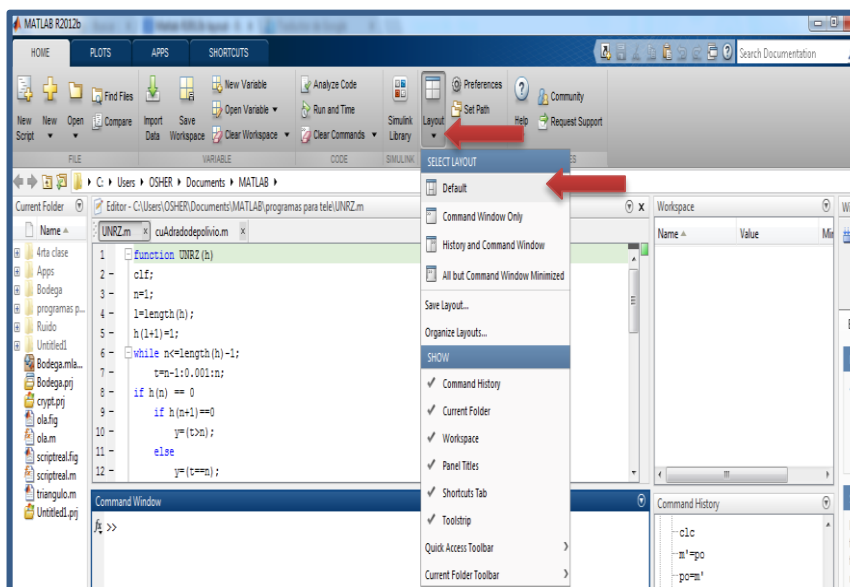 MATLAB R2012b
HOME PLOTS APPS SHORTCUTS
Search Documentation
New Script
New
Open
Find Files
Compare
Import Data
Save Workspace
New Variable
Open Variable
Clear Workspace
Analyze Code
Run and Time
Clear Commands
Simulink Library
Layout
Preferences
Set Path
Help
Community
Request Support
FILE VARIABLE CODE SIMULINK ES
C: Users OSHER Documents MATLAB
Current Folder
Name
4rta clase
Apps
Bodega
programas p...
Ruido
Untitled1
Bodega.mla...
Bodega.prj
crypt.prj
ola.fig
ola.m
scriptreal.fig
scriptreal.m
triangulo.m
Untitled1.prj
Editor - C:\Users\OSHER\Documents\MATLAB\programas para tele\UNRZ.m
UNRZ.m x cuAdradodepolivio.m x
1 function UNRZ(h)
2 - clf;
3 - n=1;
4 - l=length(h);
5 - h(l+1)=1;
6 - while n<=length(h)-1;
7 - t=n-1:0.001:n;
8 - if h(n) == 0
9 - if h(n+1)==0
10 - y=(t>n);
11 - else
12 - y=(t==n);
Command Window
fx >>
SELECT LAYOUT
Default
Command Window Only
History and Command Window
All but Command Window Minimized
Save Layout...
Organize Layouts...
SHOW
Command History
Current Folder
Workspace
Panel Titles
Shortcuts Tab
Toolstrip
Quick Access Toolbar
Current Folder Toolbar
Workspace
Name Value Min
Command History
clc
m'=po
po=m'